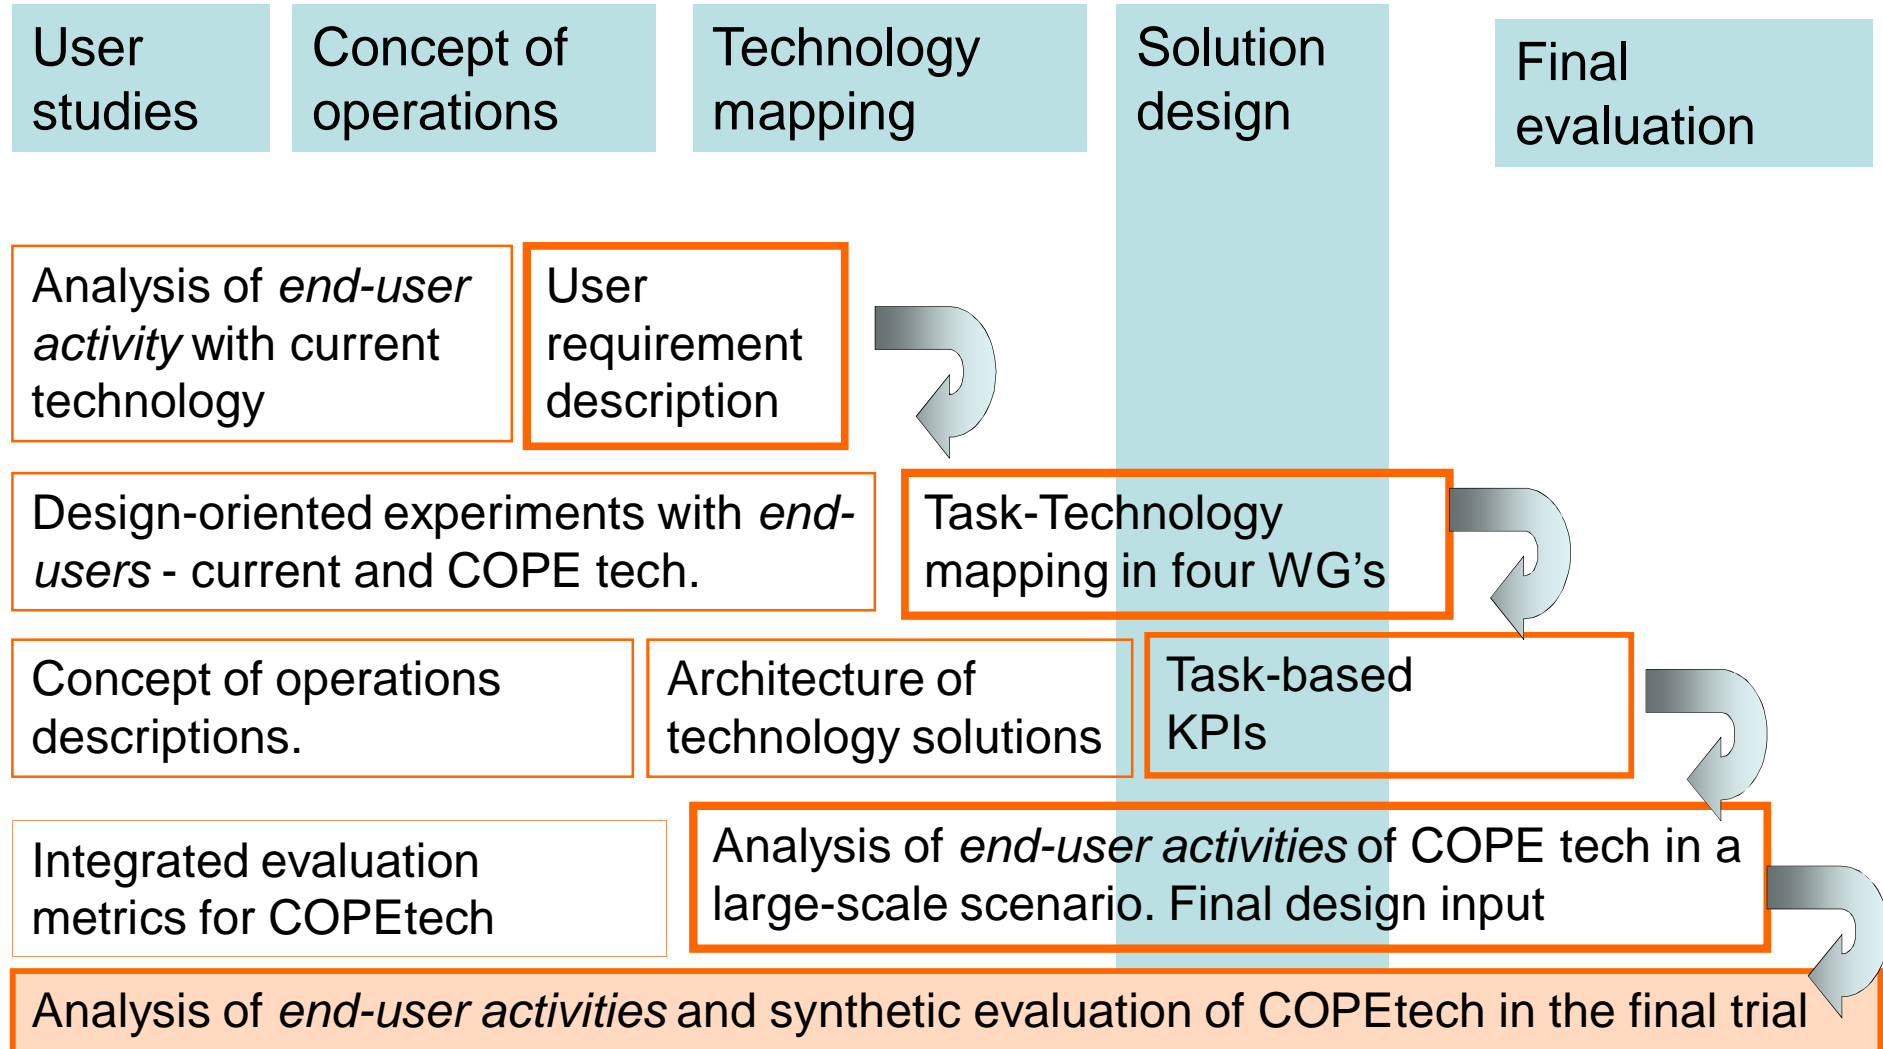 User
studies
Concept of
operations
Technology
mapping
Solution
design
Final
evaluation
Analysis of end-user
activity with current
technology
User
requirement
description
Design-oriented experiments with end-
users - current and COPE tech.
Task-Technology
mapping in four WG's
Concept of operations
descriptions.
Architecture of
technology solutions
Task-based
KPIs
Integrated evaluation
metrics for COPEtech
Analysis of end-user activities of COPE tech in a
large-scale scenario. Final design input
Analysis of end-user activities and synthetic evaluation of COPEtech in the final trial